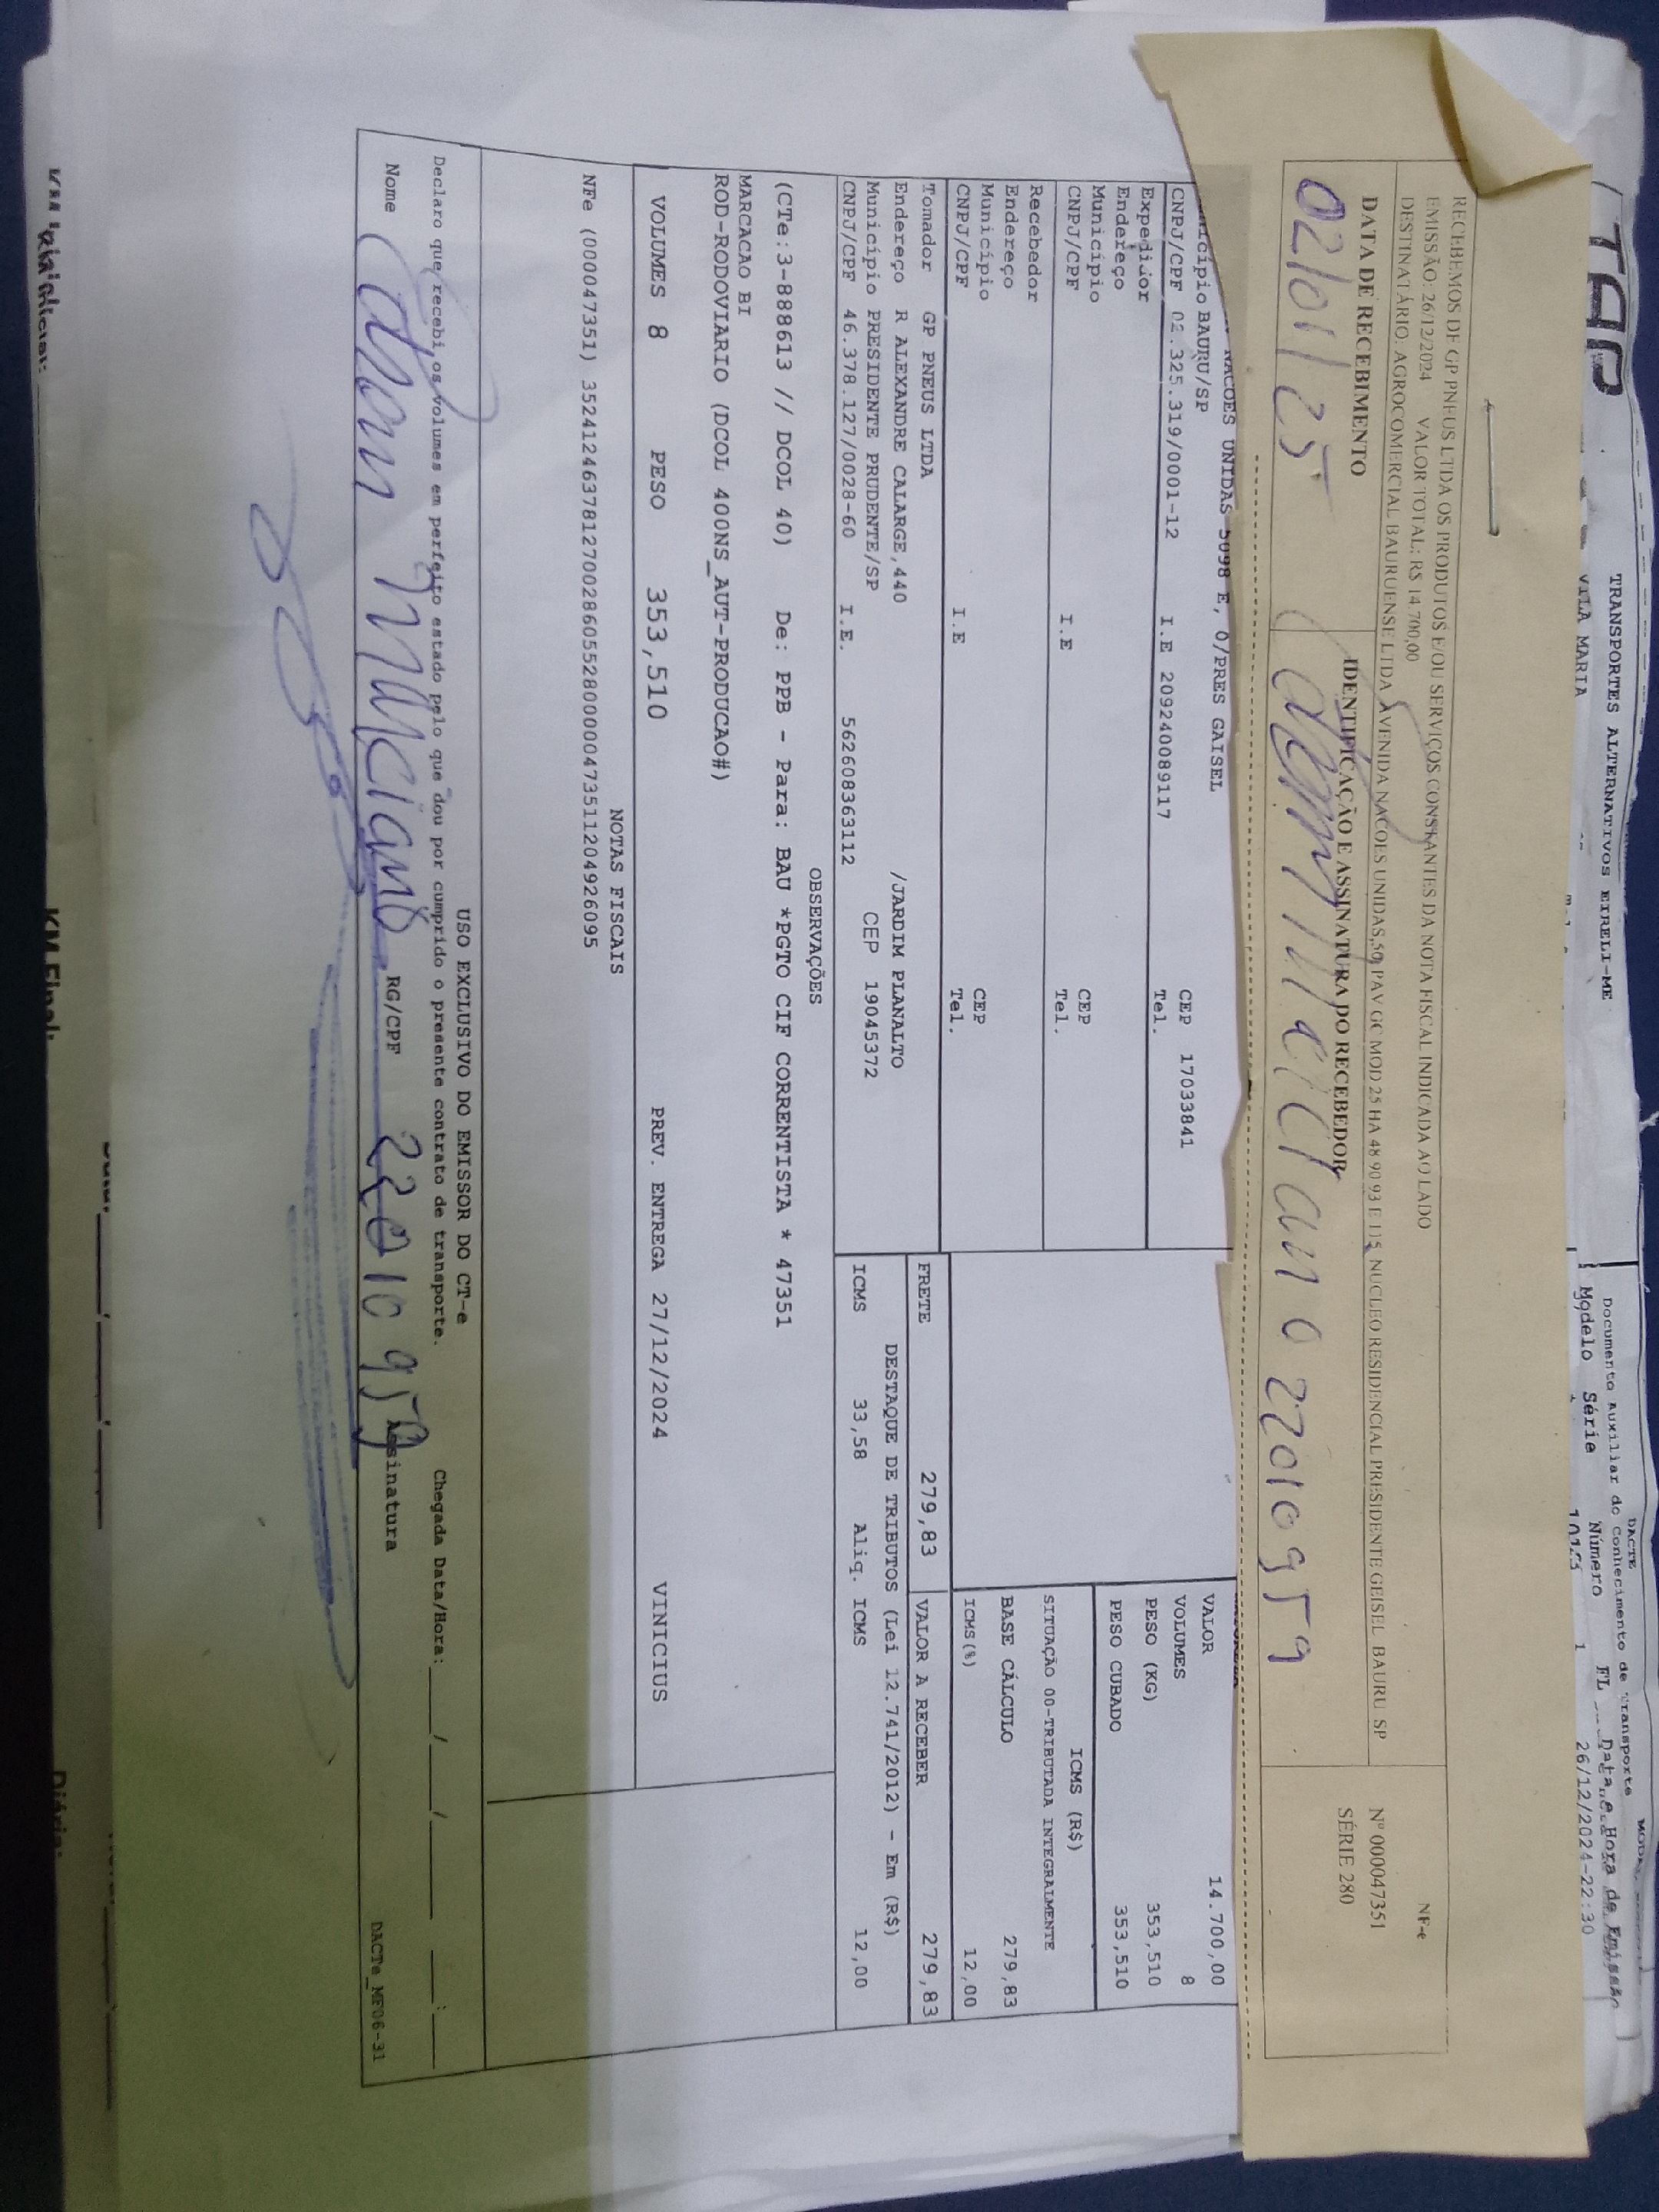 TAP
TRANSPORTES ALTERNATIVOS EIRELI-ME
VILA MARIA
DACTE
Documento Auxiliar do Conhecimento de Transporte
Modelo Série Número FL Data e Hora de Emissão
1 26/12/2024-22:30
RECEBEMOS DE GP PNEUS LTDA OS PRODUTOS E/OU SERVIÇOS CONSTANTES DA NOTA FISCAL INDICADA AO LADO
EMISSÃO: 26/12/2024 VALOR TOTAL: R$ 14.700,00
DESTINATÁRIO: AGROCOMERCIAL BAURUENSE LTDA AVENIDA NACOES UNIDAS,50, PAV GC MOD 25 HA 48 90 93 E 115, NUCLEO RESIDENCIAL PRESIDENTE GEISEL BAURU SP
NF-e
Nº 000047351
SÉRIE 280
DATA DE RECEBIMENTO
IDENTIFICAÇÃO E ASSINATURA DO RECEBEDOR
02/01/25
Marciano 22010959
NACOES UNIDAS 5098 E, 0/PRES GAISEL
Município BAURU/SP CEP 17033841
CNPJ/CPF 02.325.319/0001-12 I.E 209240089117 Tel.
Expedidor
Endereço
Município CEP
CNPJ/CPF I.E Tel.
Recebedor
Endereço
Município CEP
CNPJ/CPF I.E Tel.
VALOR 14.700,00
VOLUMES 8
PESO (KG) 353,510
PESO CUBADO 353,510
ICMS (R$)
SITUAÇÃO 00-TRIBUTADA INTEGRALMENTE
BASE CÁLCULO 279,83
ICMS(%) 12,00
Tomador GP PNEUS LTDA
Endereço R ALEXANDRE CALARGE,440 /JARDIM PLANALTO
Município PRESIDENTE PRUDENTE/SP CEP 19045372
CNPJ/CPF 46.378.127/0028-60 I.E. 562608363112
FRETE 279,83 VALOR A RECEBER 279,83
DESTAQUE DE TRIBUTOS (Lei 12.741/2012) - Em (R$)
ICMS 33,58 Aliq. ICMS 12,00
OBSERVAÇÕES
(CTe:3-888613 // DCOL 40) De: PPB - Para: BAU *PGTO CIF CORRENTISTA * 47351
MARCACAO BI
ROD-RODOVIARIO (DCOL 400NS_AUT-PRODUCAO#)
VOLUMES 8 PESO 353,510 PREV. ENTREGA 27/12/2024 VINICIUS
NOTAS FISCAIS
NFe (000047351) 35241246378127002860552800000473511204926095
USO EXCLUSIVO DO EMISSOR DO CT-e
Declaro que recebi os volumes em perfeito estado pelo que dou por cumprido o presente contrato de transporte. Chegada Data/Hora:____/____/______ ___:___
Nome Marciano RG/CPF 22010959 Assinatura
DACTe_MF06-31
KM Final:
Data: